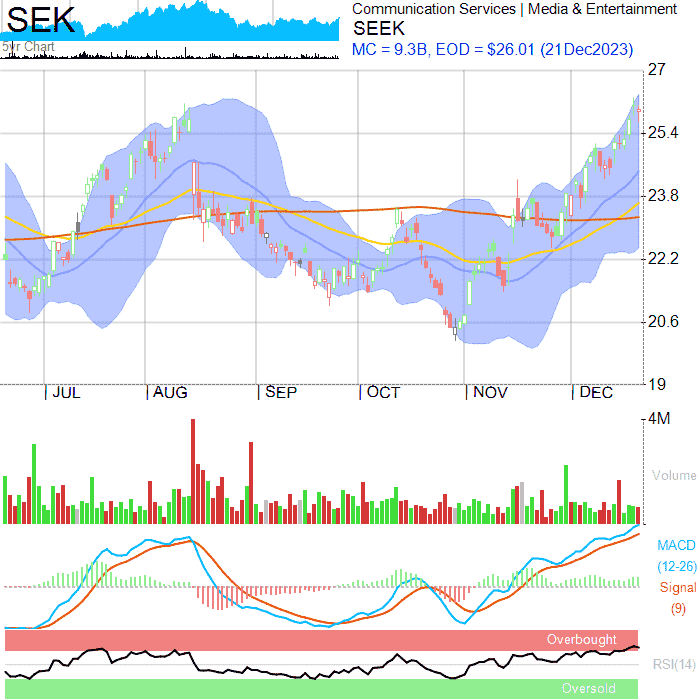 SEK
5yr Chart
Communication Services | Media & Entertainment
SEEK
MC = 9.3B, EOD = $26.01 (21Dec2023)
27
25.4
23.8
22.2
20.6
19
JUL AUG SEP OCT NOV DEC
4M
Volume
MACD
(12-26)
Signal
(9)
Overbought
RSI(14)
Oversold